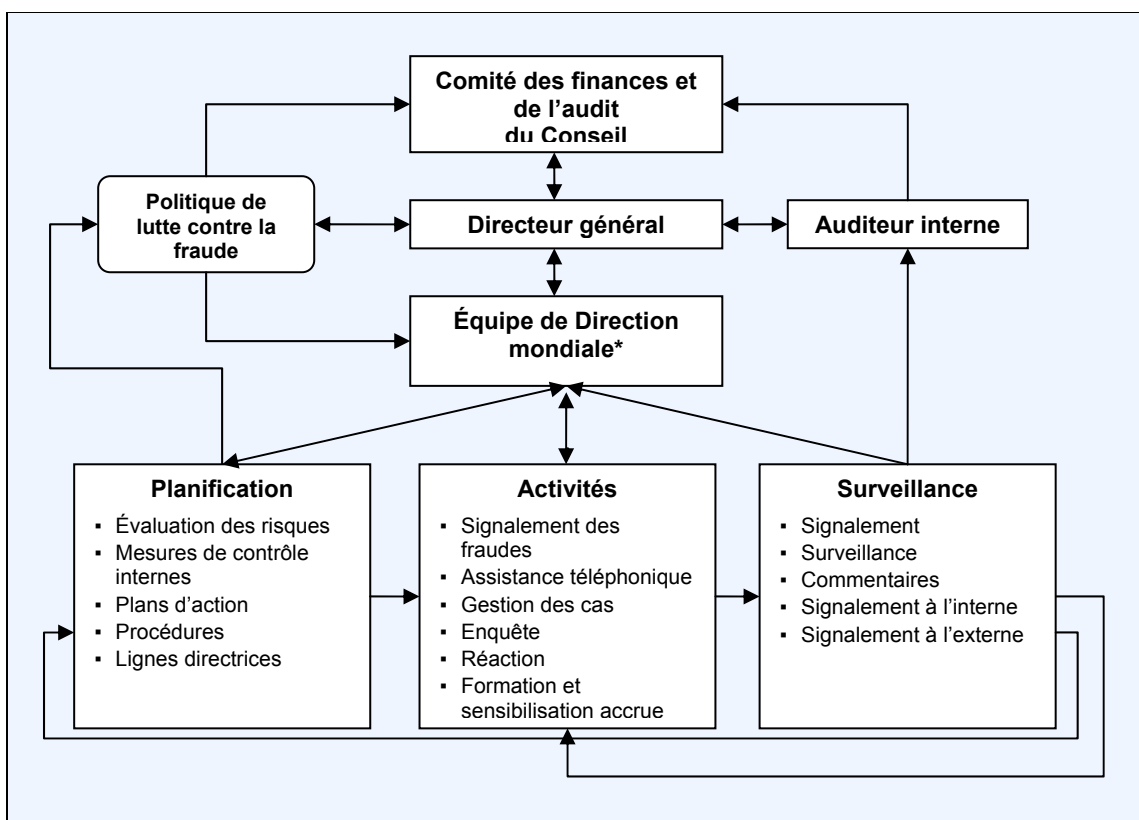 Comité des finances et
de l’audit
du Conseil
Politique de
lutte contre la
fraude
Directeur général
Auditeur interne
Équipe de Direction
mondiale*
Planification
▪ Évaluation des risques
▪ Mesures de contrôle
internes
▪ Plans d’action
▪ Procédures
▪ Lignes directrices
Activités
▪ Signalement des
fraudes
▪ Assistance téléphonique
▪ Gestion des cas
▪ Enquête
▪ Réaction
▪ Formation et
sensibilisation accrue
Surveillance
▪ Signalement
▪ Surveillance
▪ Commentaires
▪ Signalement à l’interne
▪ Signalement à l’externe